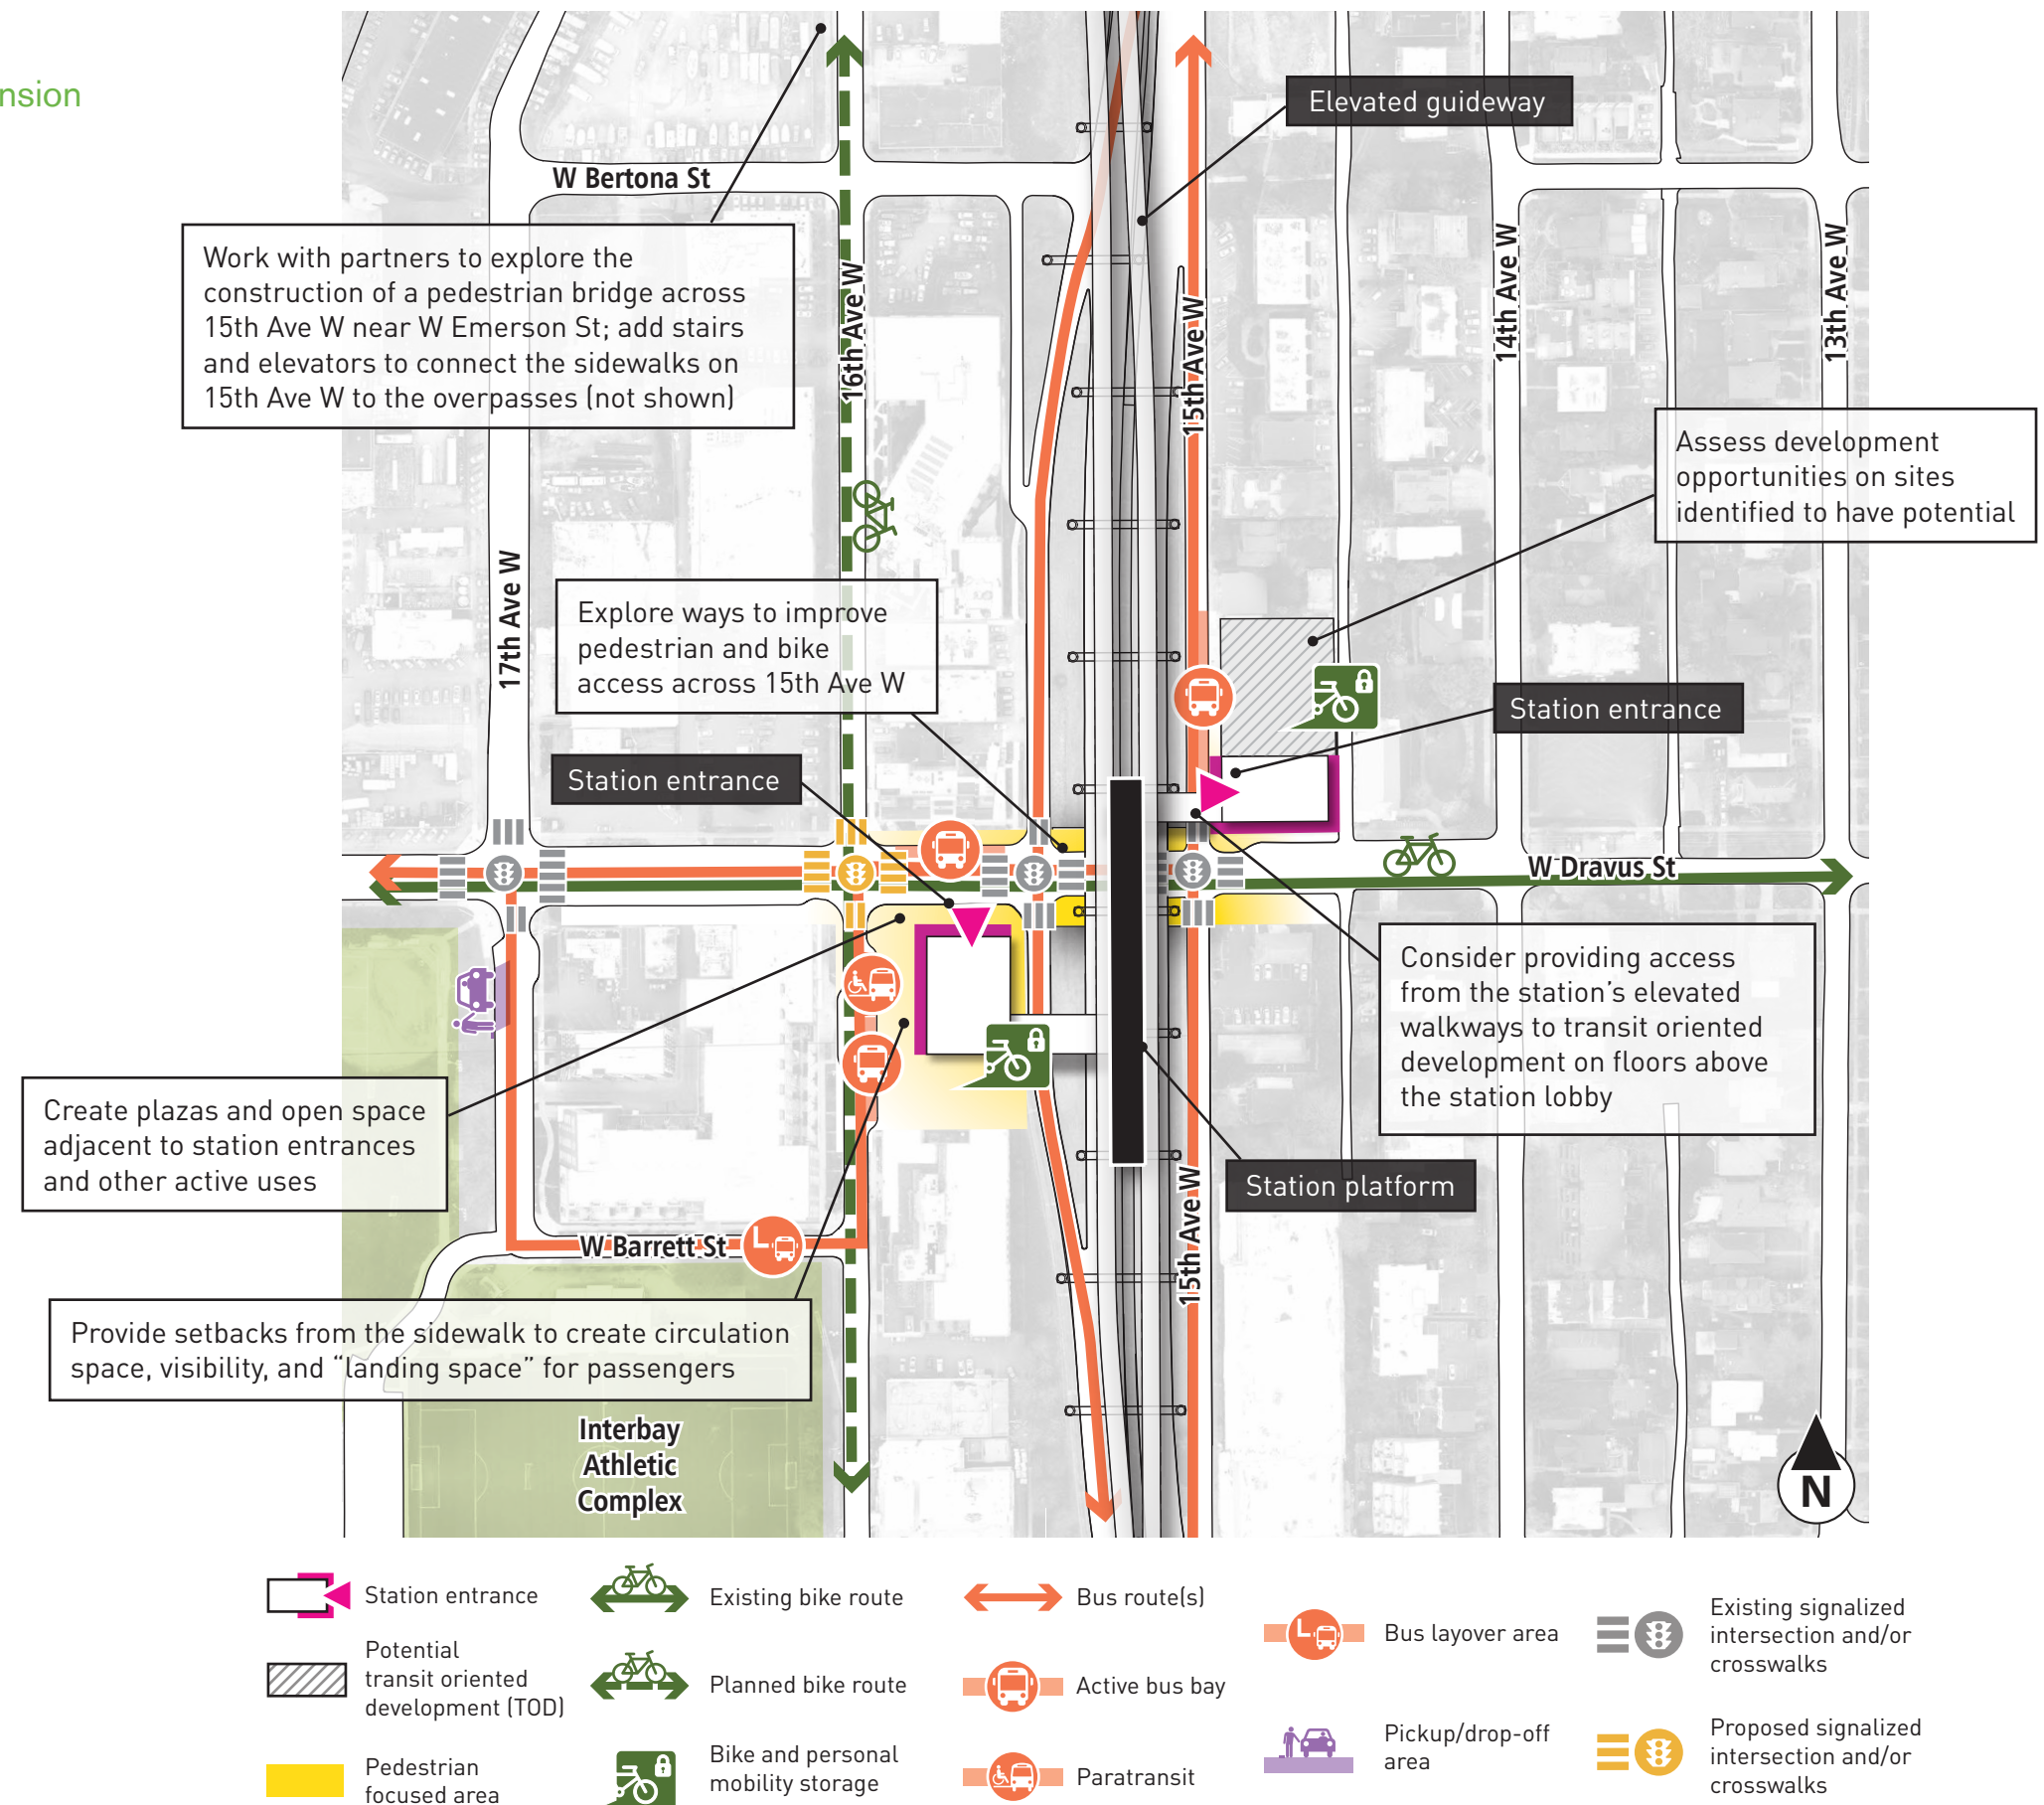 nsion
Elevated guideway
W Bertona St
Work with partners to explore the
construction of a pedestrian bridge across
15th Ave W near W Emerson St; add stairs
and elevators to connect the sidewalks on
15th Ave W to the overpasses (not shown)
16th Ave W
15th Ave W
14th Ave W
13th Ave W
Assess development
opportunities on sites
identified to have potential
17th Ave W
Explore ways to improve
pedestrian and bike
access across 15th Ave W
Station entrance
Station entrance
W Dravus St
Consider providing access
from the station's elevated
walkways to transit oriented
development on floors above
the station lobby
Create plazas and open space
adjacent to station entrances
and other active uses
Station platform
15th Ave W
W Barrett St
L
Provide setbacks from the sidewalk to create circulation
space, visibility, and “landing space” for passengers
Interbay
Athletic
Complex
N
Station entrance
Potential
transit oriented
development (TOD)
Pedestrian
focused area
Existing bike route
Planned bike route
Bike and personal
mobility storage
Bus route(s)
Active bus bay
Paratransit
L
Bus layover area
Pickup/drop-off
area
Existing signalized
intersection and/or
crosswalks
Proposed signalized
intersection and/or
crosswalks